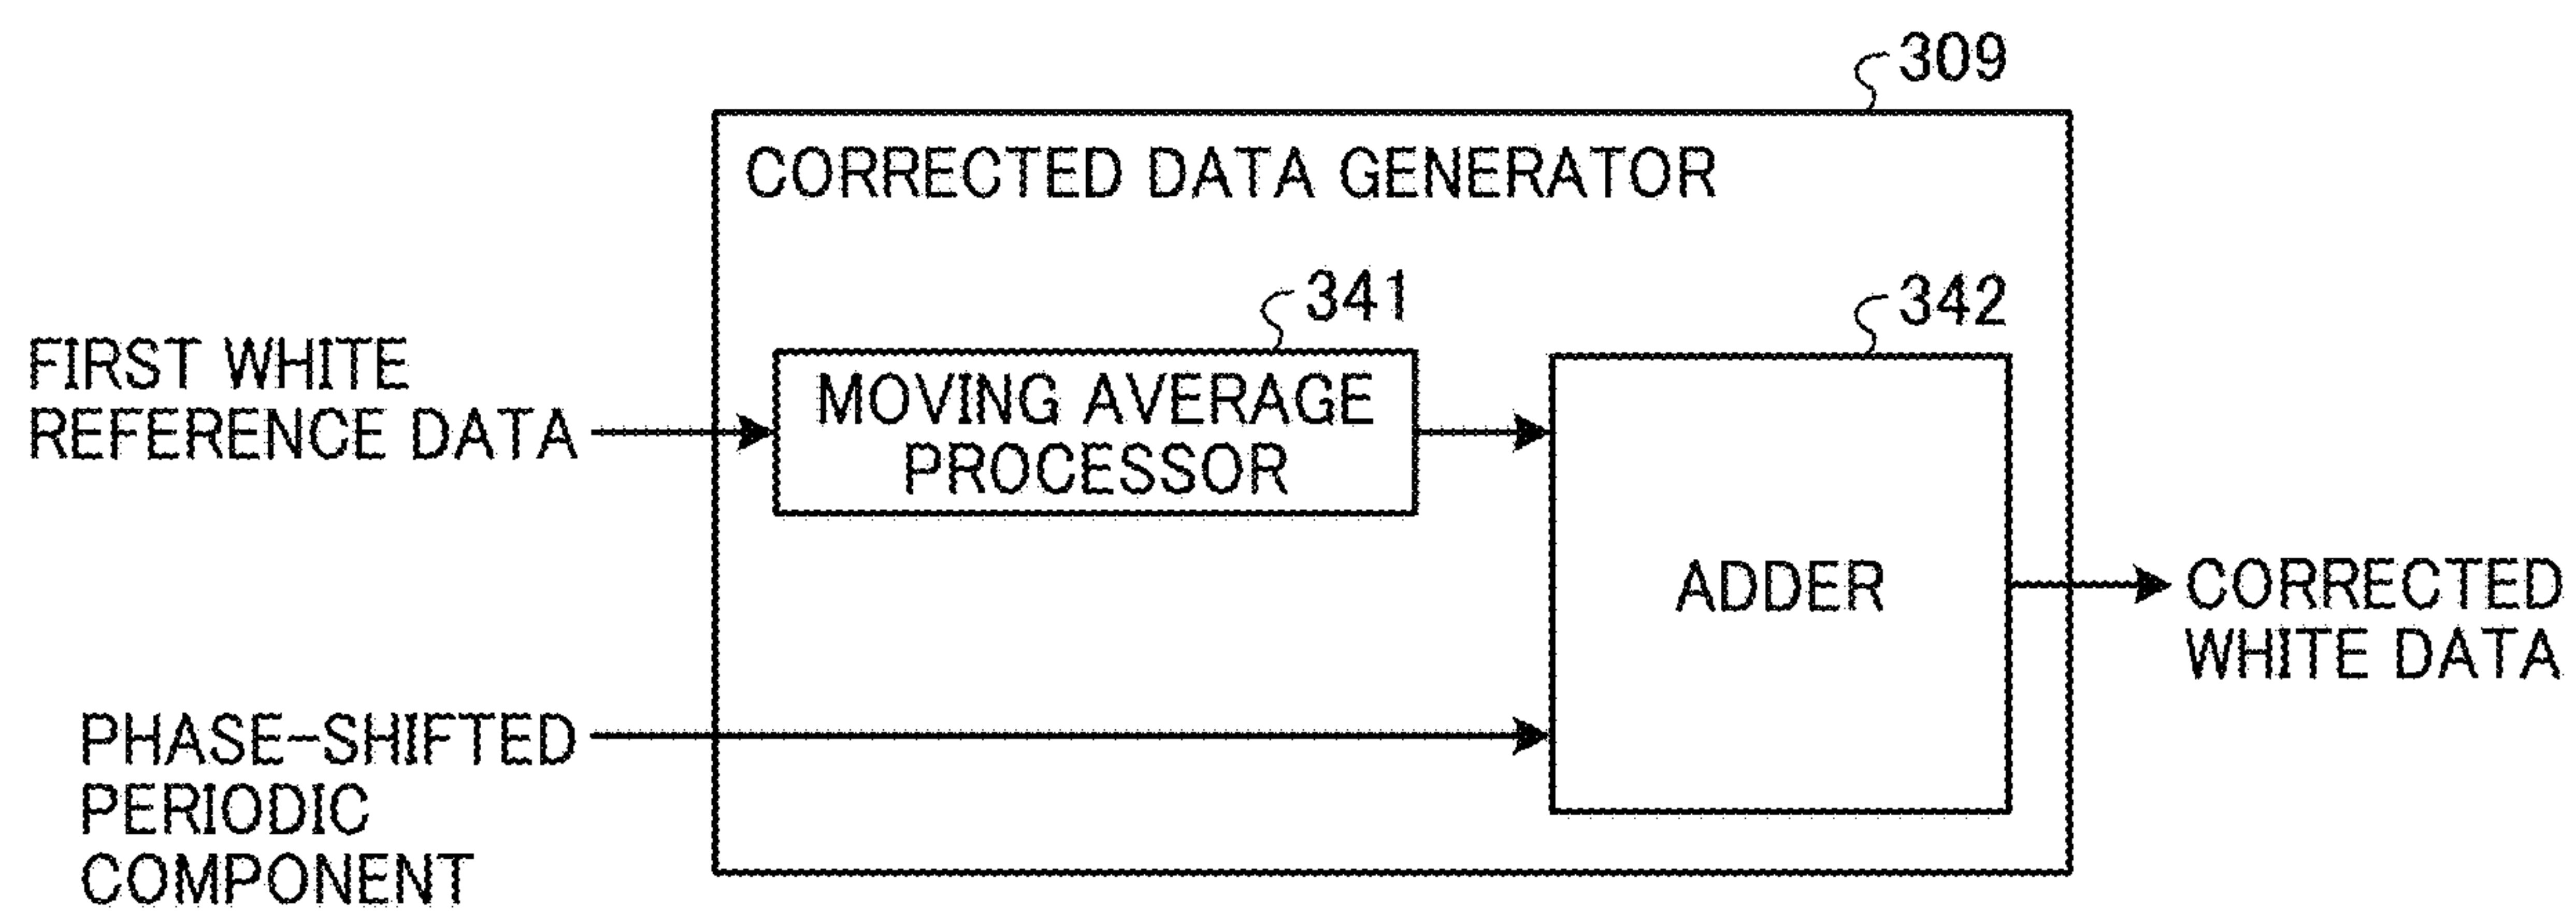 309
CORRECTED DATA GENERATOR
341
342
FIRST WHITE
REFERENCE DATA
MOVING AVERAGE
PROCESSOR
ADDER
CORRECTED
WHITE DATA
PHASE-SHIFTED
PERIODIC
COMPONENT